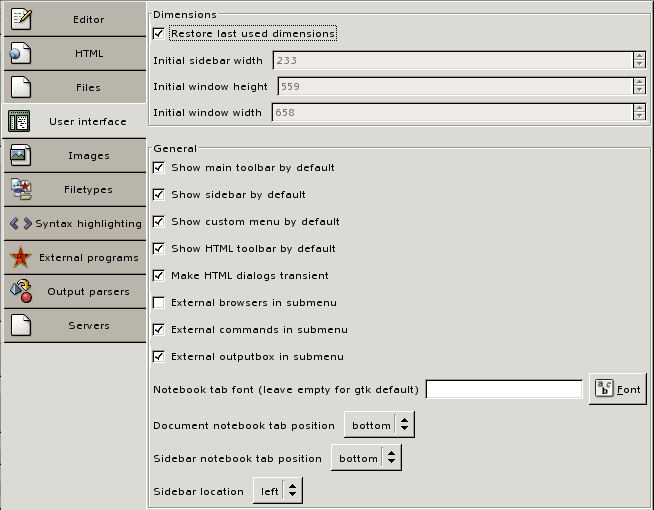 Editor
HTML
Files
User interface
Images
Filetypes
Syntax highlighting
External programs
Output parsers
Servers
Dimensions
Restore last used dimensions
Initial sidebar width 233
Initial window height 559
Initial window width 658
General
Show main toolbar by default
Show sidebar by default
Show custom menu by default
Show HTML toolbar by default
Make HTML dialogs transient
External browsers in submenu
External commands in submenu
External outputbox in submenu
Notebook tab font (leave empty for gtk default) Font
Document notebook tab position bottom
Sidebar notebook tab position bottom
Sidebar location left